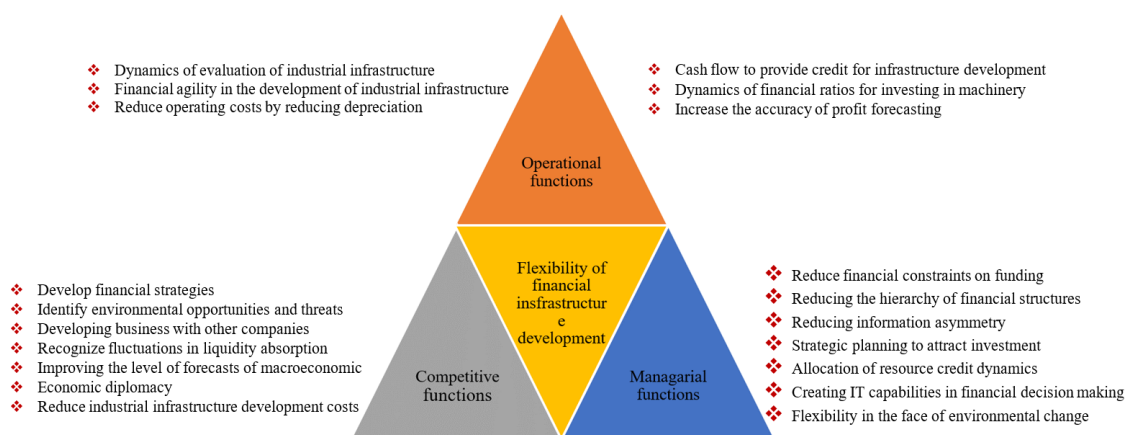 Dynamics of evaluation of industrial infrastructure
Financial agility in the development of industrial infrastructure
Reduce operating costs by reducing depreciation
Cash flow to provide credit for infrastructure development
Dynamics of financial ratios for investing in machinery
Increase the accuracy of profit forecasting
Operational
functions
Flexibility of
financial
insfrastructur
e
development
Develop financial strategies
Identify environmental opportunities and threats
Developing business with other companies
Recognize fluctuations in liquidity absorption
Improving the level of forecasts of macroeconomic
Economic diplomacy
Reduce industrial infrastructure development costs
Competitive
functions
Managarial
functions
Reduce financial constraints on funding
Reducing the hierarchy of financial structures
Reducing information asymmetry
Strategic planning to attract investment
Allocation of resource credit dynamics
Creating IT capabilities in financial decision making
Flexibility in the face of environmental change